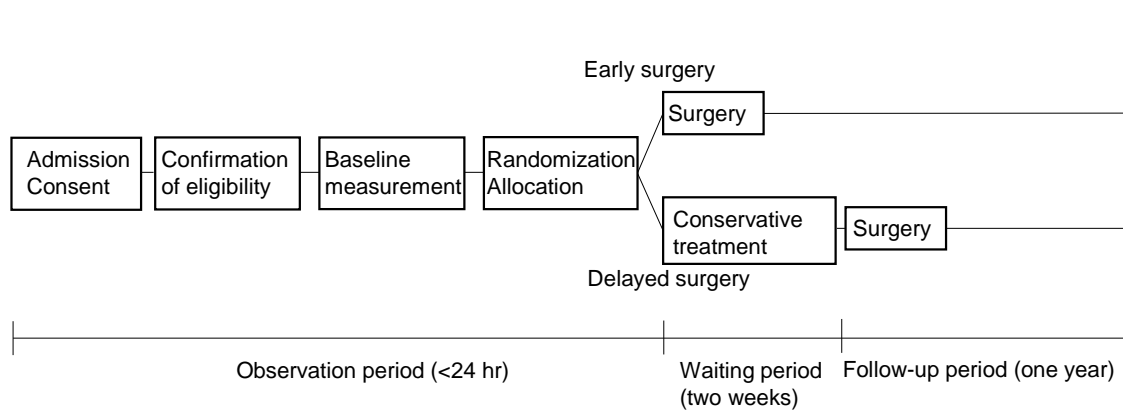 Early surgery
Surgery
Admission
Consent
Confirmation
of eligibility
Baseline
measurement
Randomization
Allocation
Conservative
treatment
Surgery
Delayed surgery
Observation period (<24 hr)
Waiting period
(two weeks)
Follow-up period (one year)